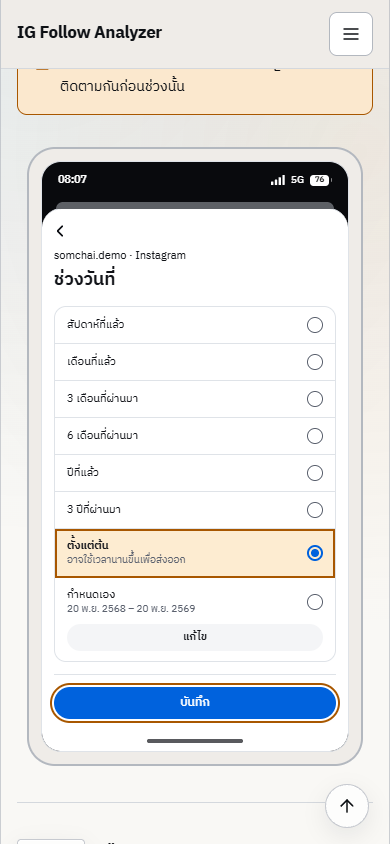 IG Follow Analyzer
ติดตามกันก่อนช่วงนั้น
08:07
5G 76
somchai.demo · Instagram
ช่วงวันที่
สัปดาห์ที่แล้ว
เดือนที่แล้ว
3 เดือนที่ผ่านมา
6 เดือนที่ผ่านมา
ปีที่แล้ว
3 ปีที่ผ่านมา
ตั้งแต่ต้น
อาจใช้เวลานานขึ้นเพื่อส่งออก
กำหนดเอง
20 พ.ย. 2568 – 20 พ.ย. 2569
แก้ไข
บันทึก